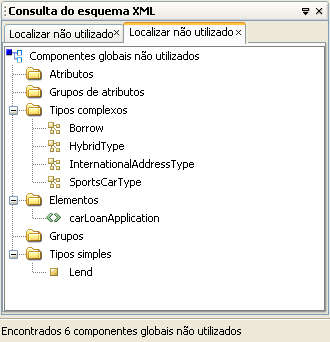 Consulta do esquema XML
Localizar não utilizado Localizar não utilizado
Componentes globais não utilizados
Atributos
Grupos de atributos
Tipos complexos
Borrow
HybridType
InternationalAddressType
SportsCarType
Elementos
carLoanApplication
Grupos
Tipos simples
Lend
Encontrados 6 componentes globais não utilizados